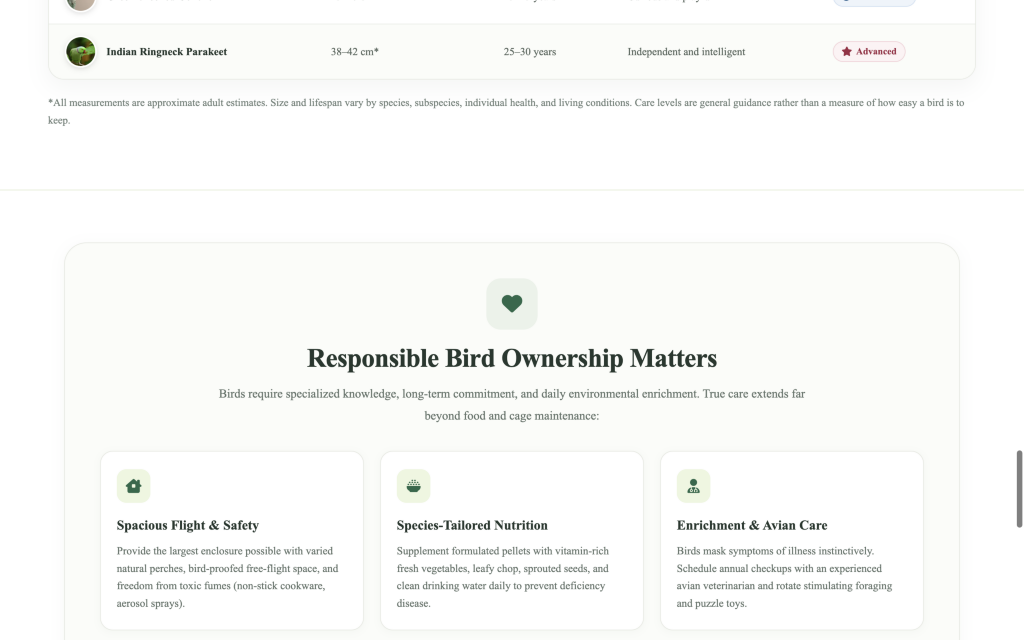 Indian Ringneck Parakeet 38–42 cm* 25–30 years Independent and intelligent Advanced
*All measurements are approximate adult estimates. Size and lifespan vary by species, subspecies, individual health, and living conditions. Care levels are general guidance rather than a measure of how easy a bird is to
keep.
Responsible Bird Ownership Matters
Birds require specialized knowledge, long-term commitment, and daily environmental enrichment. True care extends far
beyond food and cage maintenance:
Spacious Flight & Safety
Provide the largest enclosure possible with varied
natural perches, bird-proofed free-flight space, and
freedom from toxic fumes (non-stick cookware,
aerosol sprays).
Species-Tailored Nutrition
Supplement formulated pellets with vitamin-rich
fresh vegetables, leafy chop, sprouted seeds, and
clean drinking water daily to prevent deficiency
disease.
Enrichment & Avian Care
Birds mask symptoms of illness instinctively.
Schedule annual checkups with an experienced
avian veterinarian and rotate stimulating foraging
and puzzle toys.